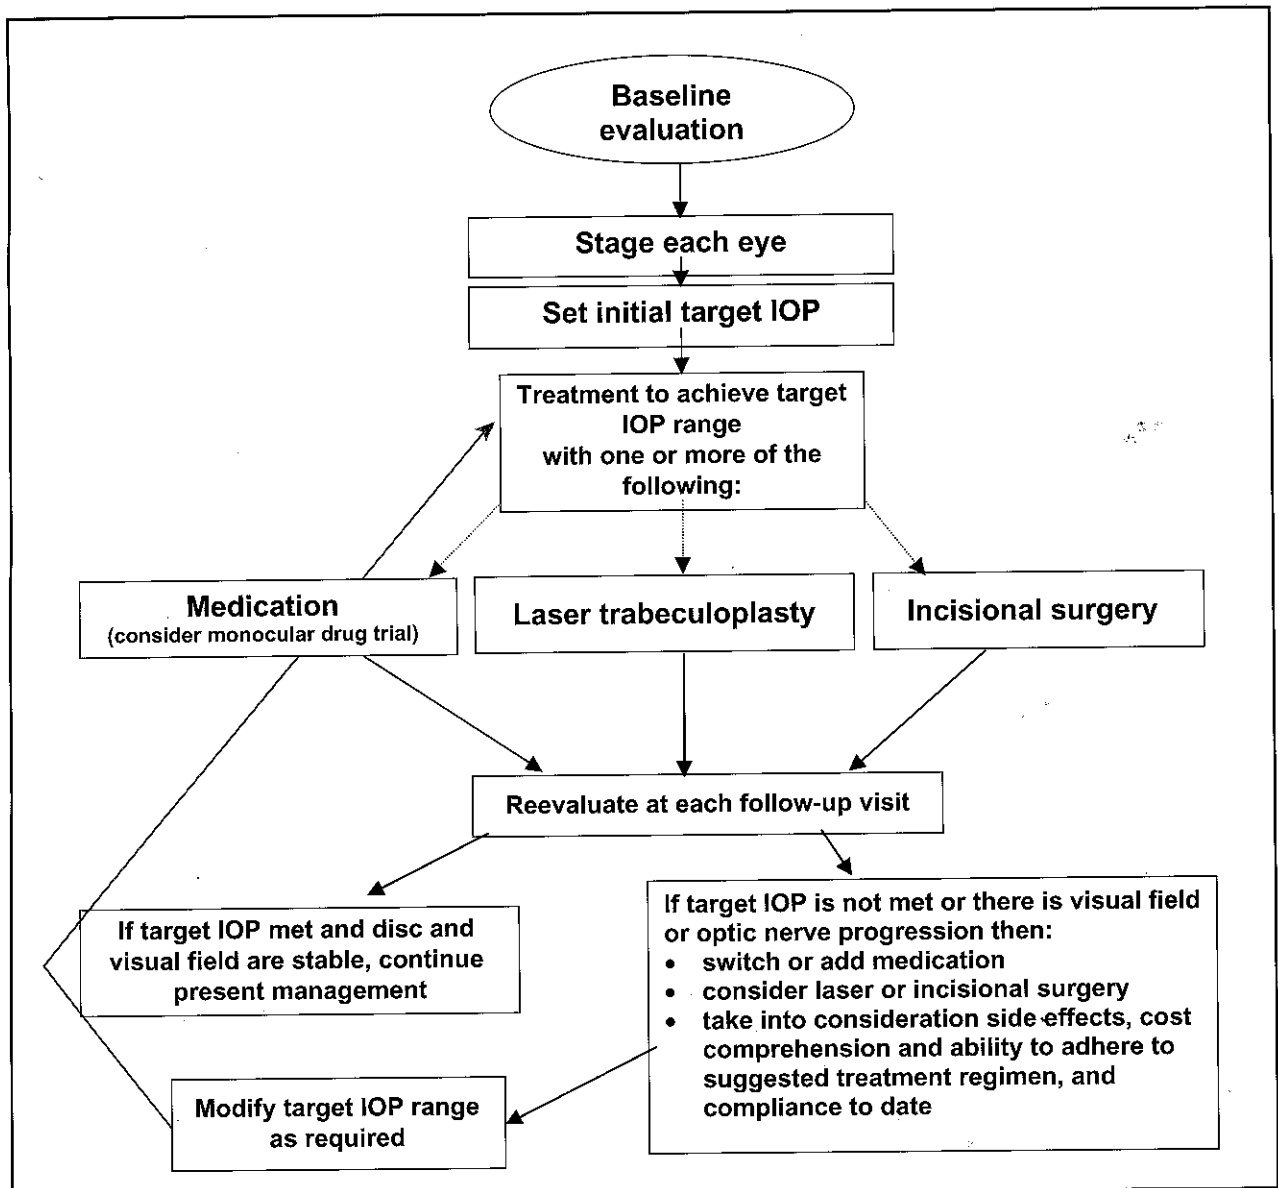 Baseline
evaluation
Stage each eye
Set initial target IOP
Treatment to achieve target
IOP range
with one or more of the
following:
Medication
(consider monocular drug trial)
Laser trabeculoplasty
Incisional surgery
Reevaluate at each follow-up visit
If target IOP met and disc and
visual field are stable, continue
present management
If target IOP is not met or there is visual field
or optic nerve progression then:
• switch or add medication
• consider laser or incisional surgery
• take into consideration side effects, cost
comprehension and ability to adhere to
suggested treatment regimen, and
compliance to date
Modify target IOP range
as required